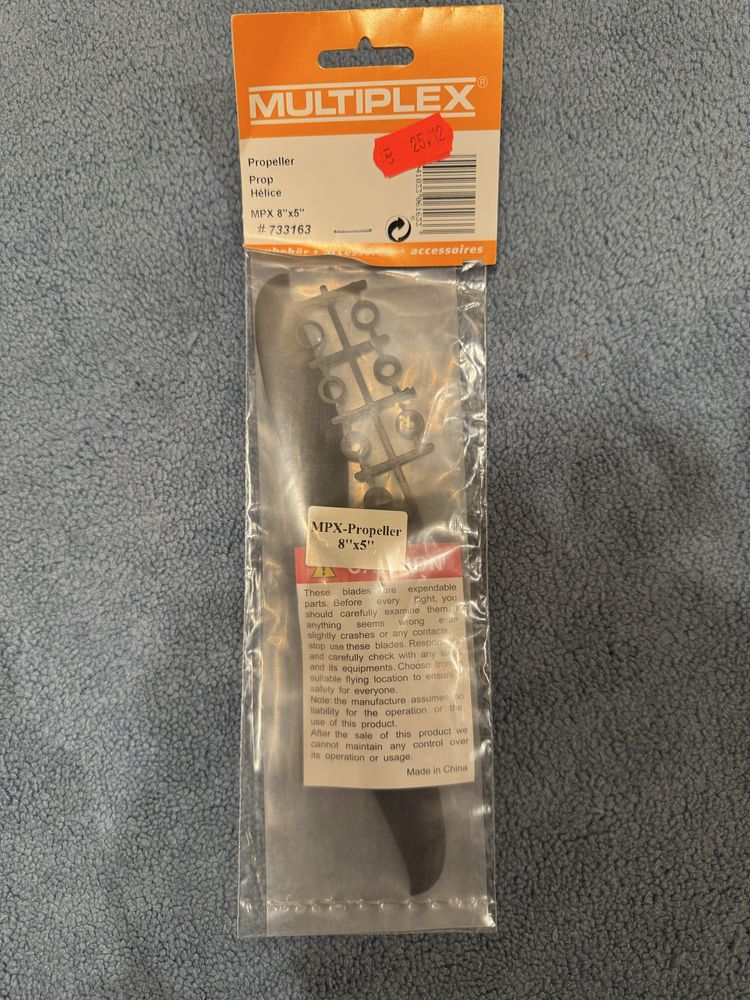 MULTIPLEX®
LEI 25,12
Propeller
Prop
Hélice
MPX 8"x5"
# 733163
accessories • accessoires
MPX-Propeller
8"x5"
These blades are expendable
parts. Before every flight, you
should carefully examine them. If
anything seems wrong even
slightly crashes or any contacts,
stop use these blades.
and carefully check with any
and its equipments. Choose
suitable flying location to ensure
safety for everyone.
Note: the manufacture assumes no
liability for the operation or the
use of this product.
After the sale of this product we
cannot maintain any control over
its operation or usage.
Made in China